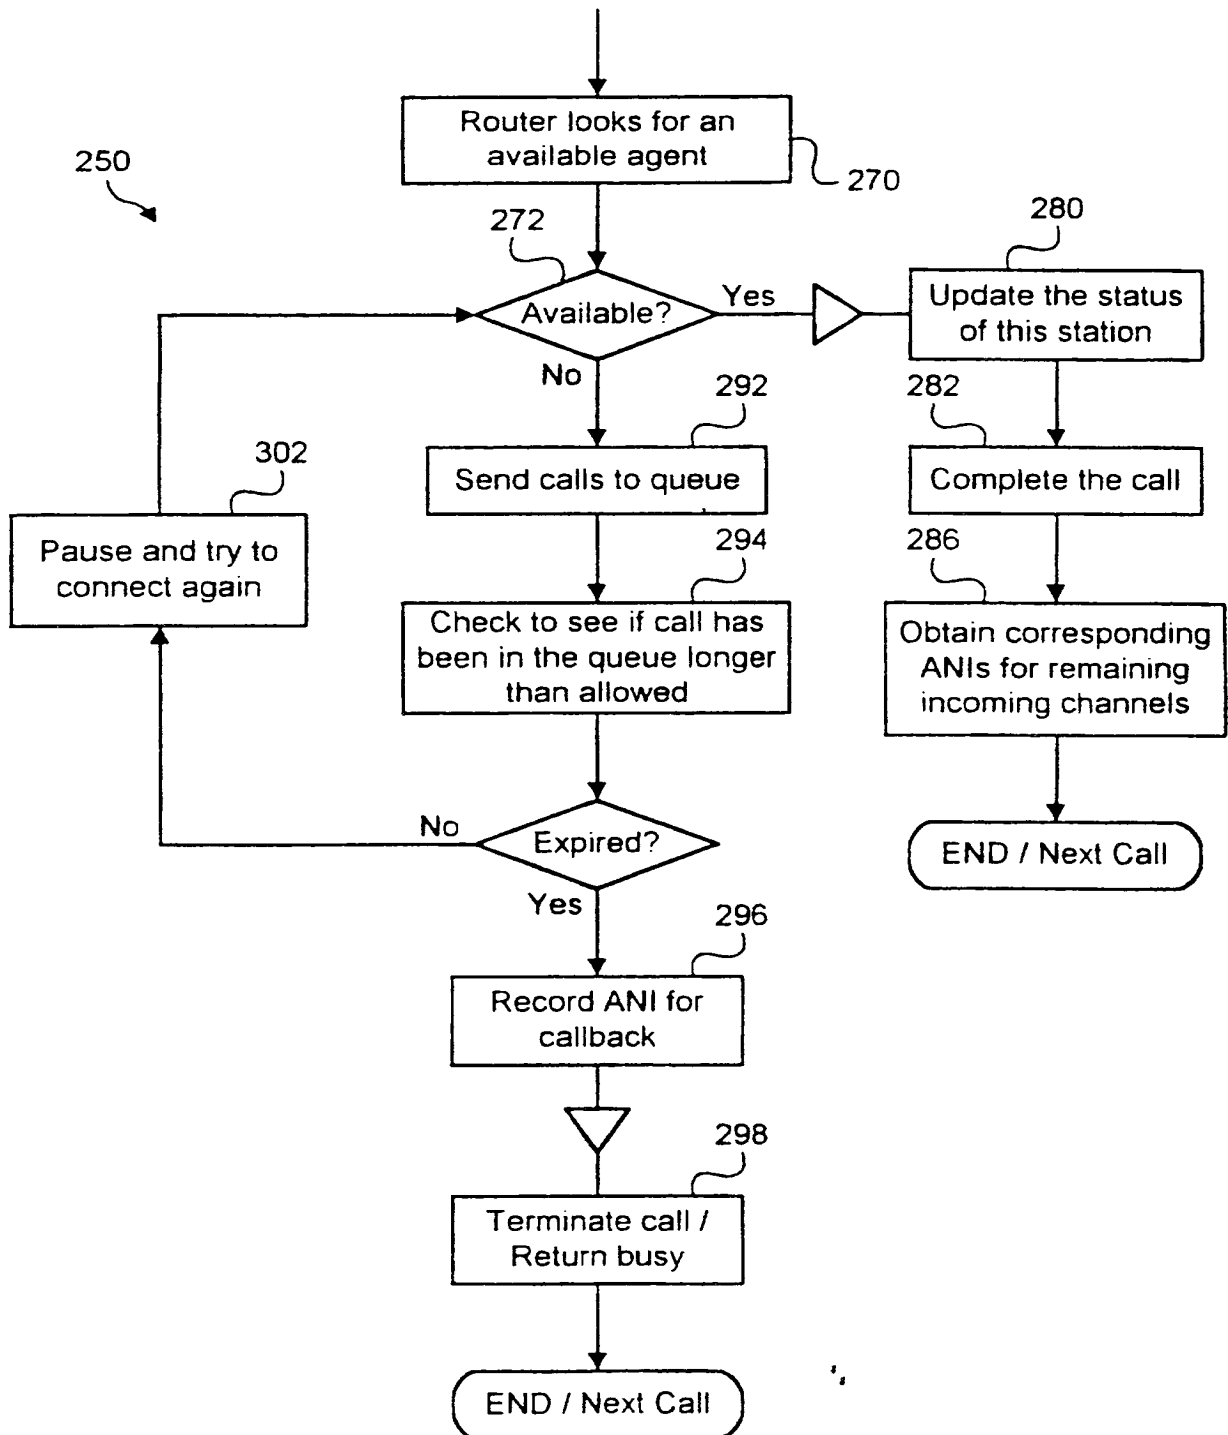 Router looks for an
available agent
250
270
272
280
Available?
Yes
Update the status
of this station
No
292
282
302
Send calls to queue
Complete the call
Pause and try to
connect again
294
286
Check to see if call has
been in the queue longer
than allowed
Obtain corresponding
ANIs for remaining
incoming channels
No
Expired?
END / Next Call
Yes
296
Record ANI for
callback
298
Terminate call /
Return busy
END / Next Call